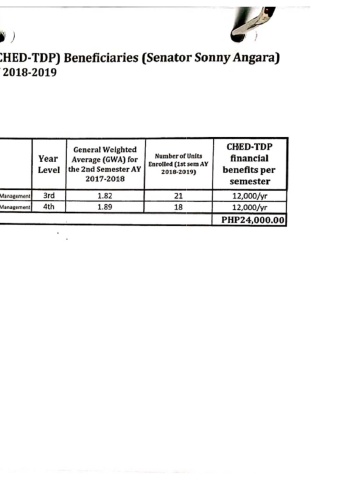 CHED-TDP) Beneficiaries (Senator Sonny Angara)
2018-2019
Year Level
General Weighted Average (GWA) for the 2nd Semester AY 2017-2018
Number of Units Enrolled (1st sem AY 2018-2019)
CHED-TDP financial benefits per semester
Management 3rd 1.82 21 12,000/yr
Management 4th 1.89 18 12,000/yr
PHP24,000.00